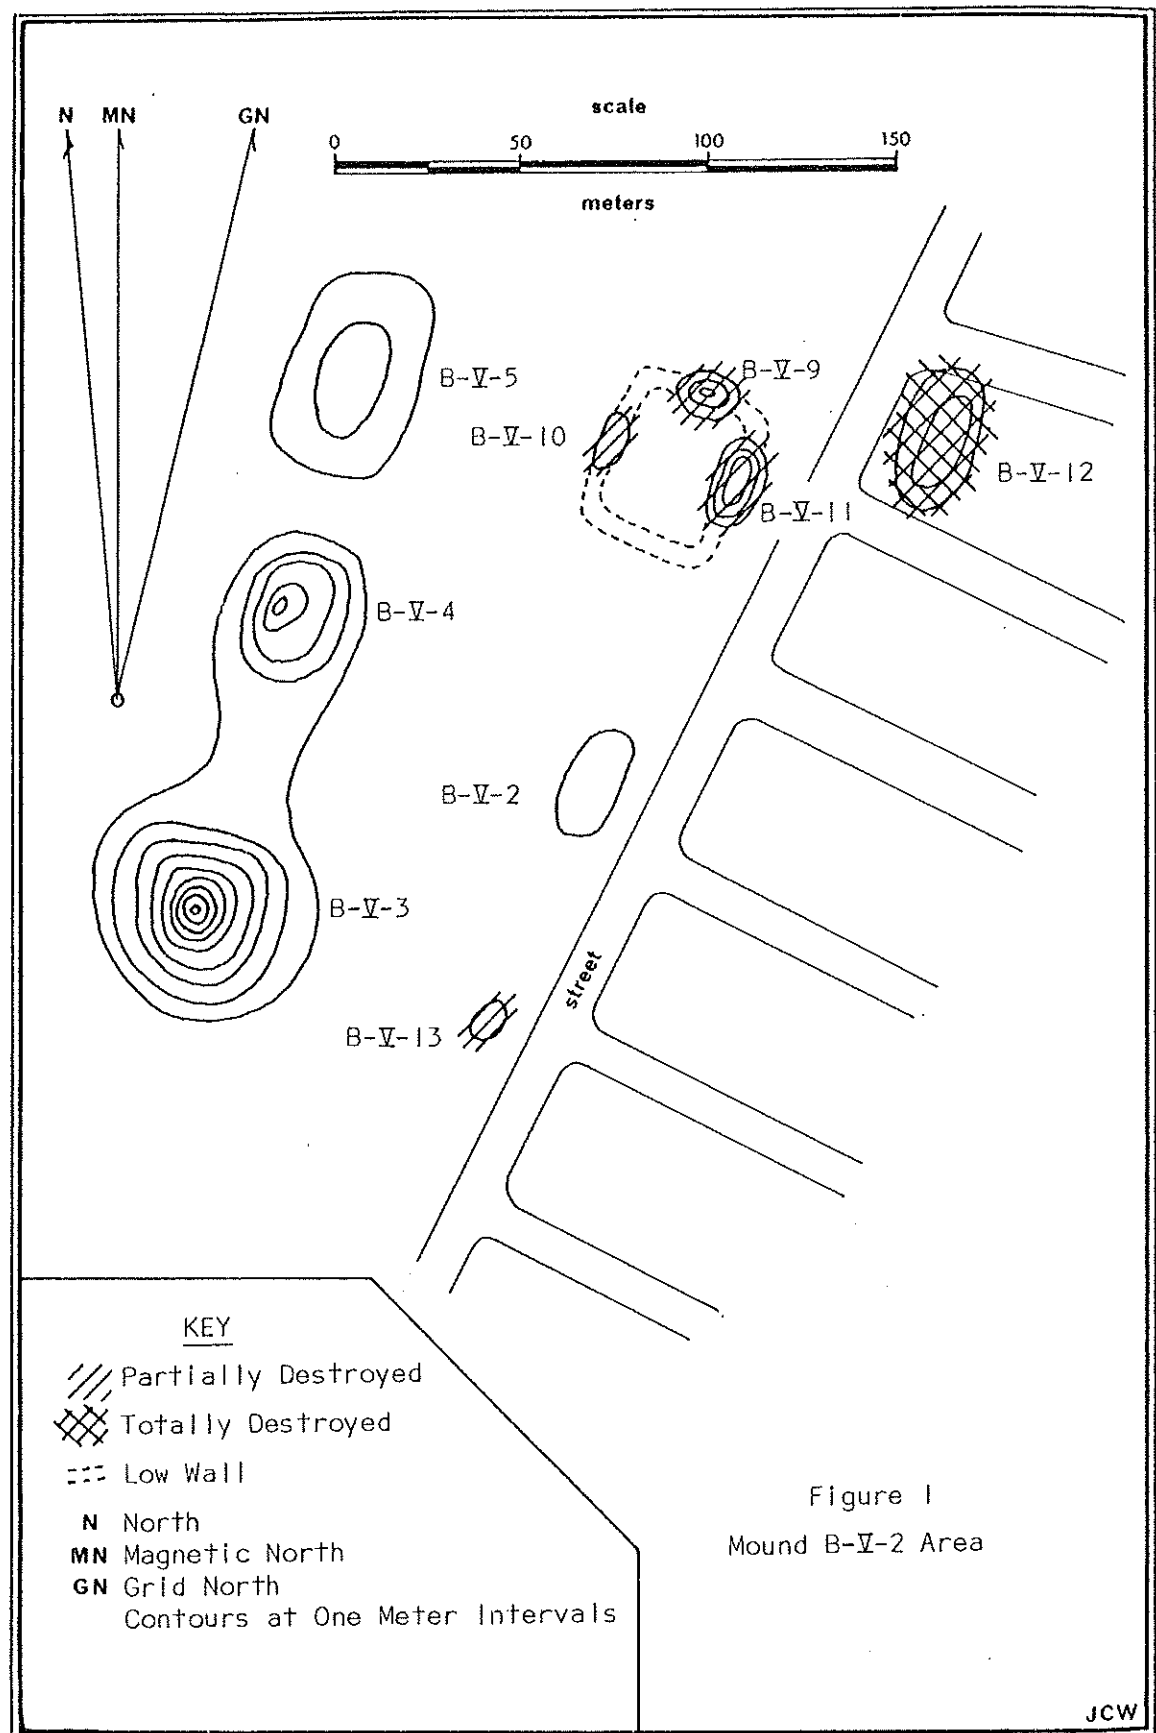 scale
N MN GN
0 50 100 150
meters
B-V-5
B-V-9
B-V-10
B-V-12
B-V-11
B-V-4
B-V-2
B-V-3
street
B-V-13
KEY
Partially Destroyed
Totally Destroyed
Low Wall
N North
MN Magnetic North
GN Grid North
Contours at One Meter Intervals
Figure 1
Mound B-V-2 Area
JCW